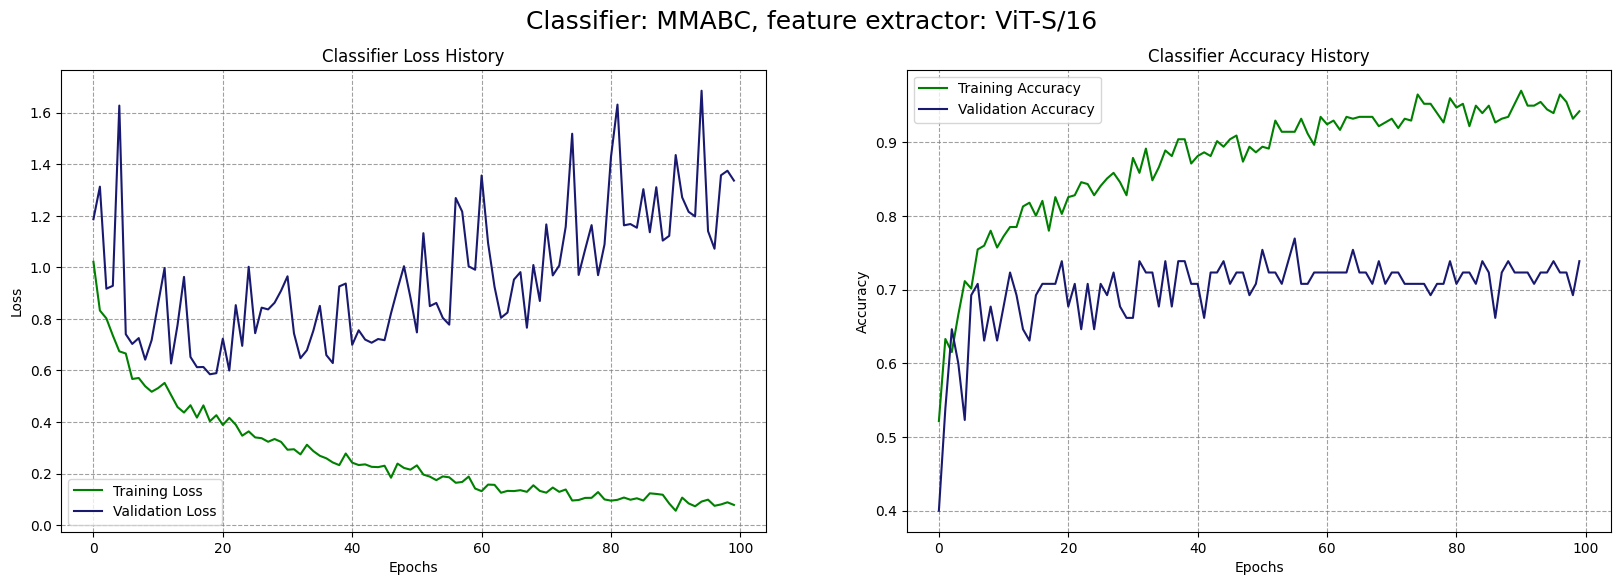 Classifier: MMABC, feature extractor: ViT-S/16
Classifier Loss History
Loss
1.6
1.4
1.2
1.0
0.8
0.6
0.4
0.2
0.0
Training Loss
Validation Loss
0 20 40 60 80 100
Epochs
Classifier Accuracy History
Accuracy
Training Accuracy
Validation Accuracy
0.9
0.8
0.7
0.6
0.5
0.4
0 20 40 60 80 100
Epochs